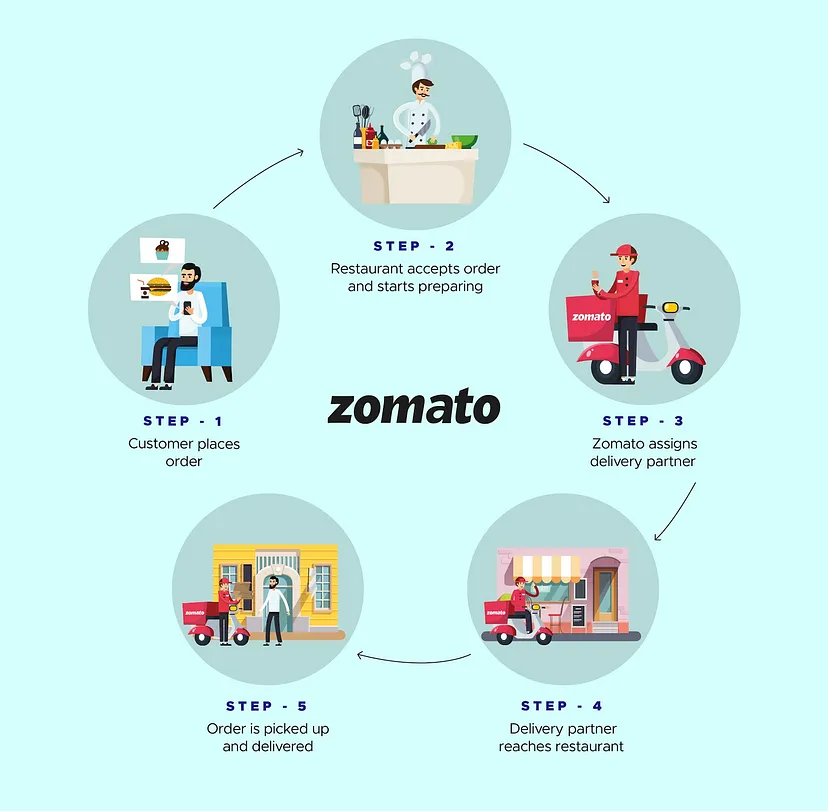 STEP - 1
Customer places
order
STEP - 2
Restaurant accepts order
and starts preparing
zomato
STEP - 3
Zomato assigns
delivery partner
zomato
zomato
STEP - 4
Delivery partner
reaches restaurant
zomato
STEP - 5
Order is picked up
and delivered